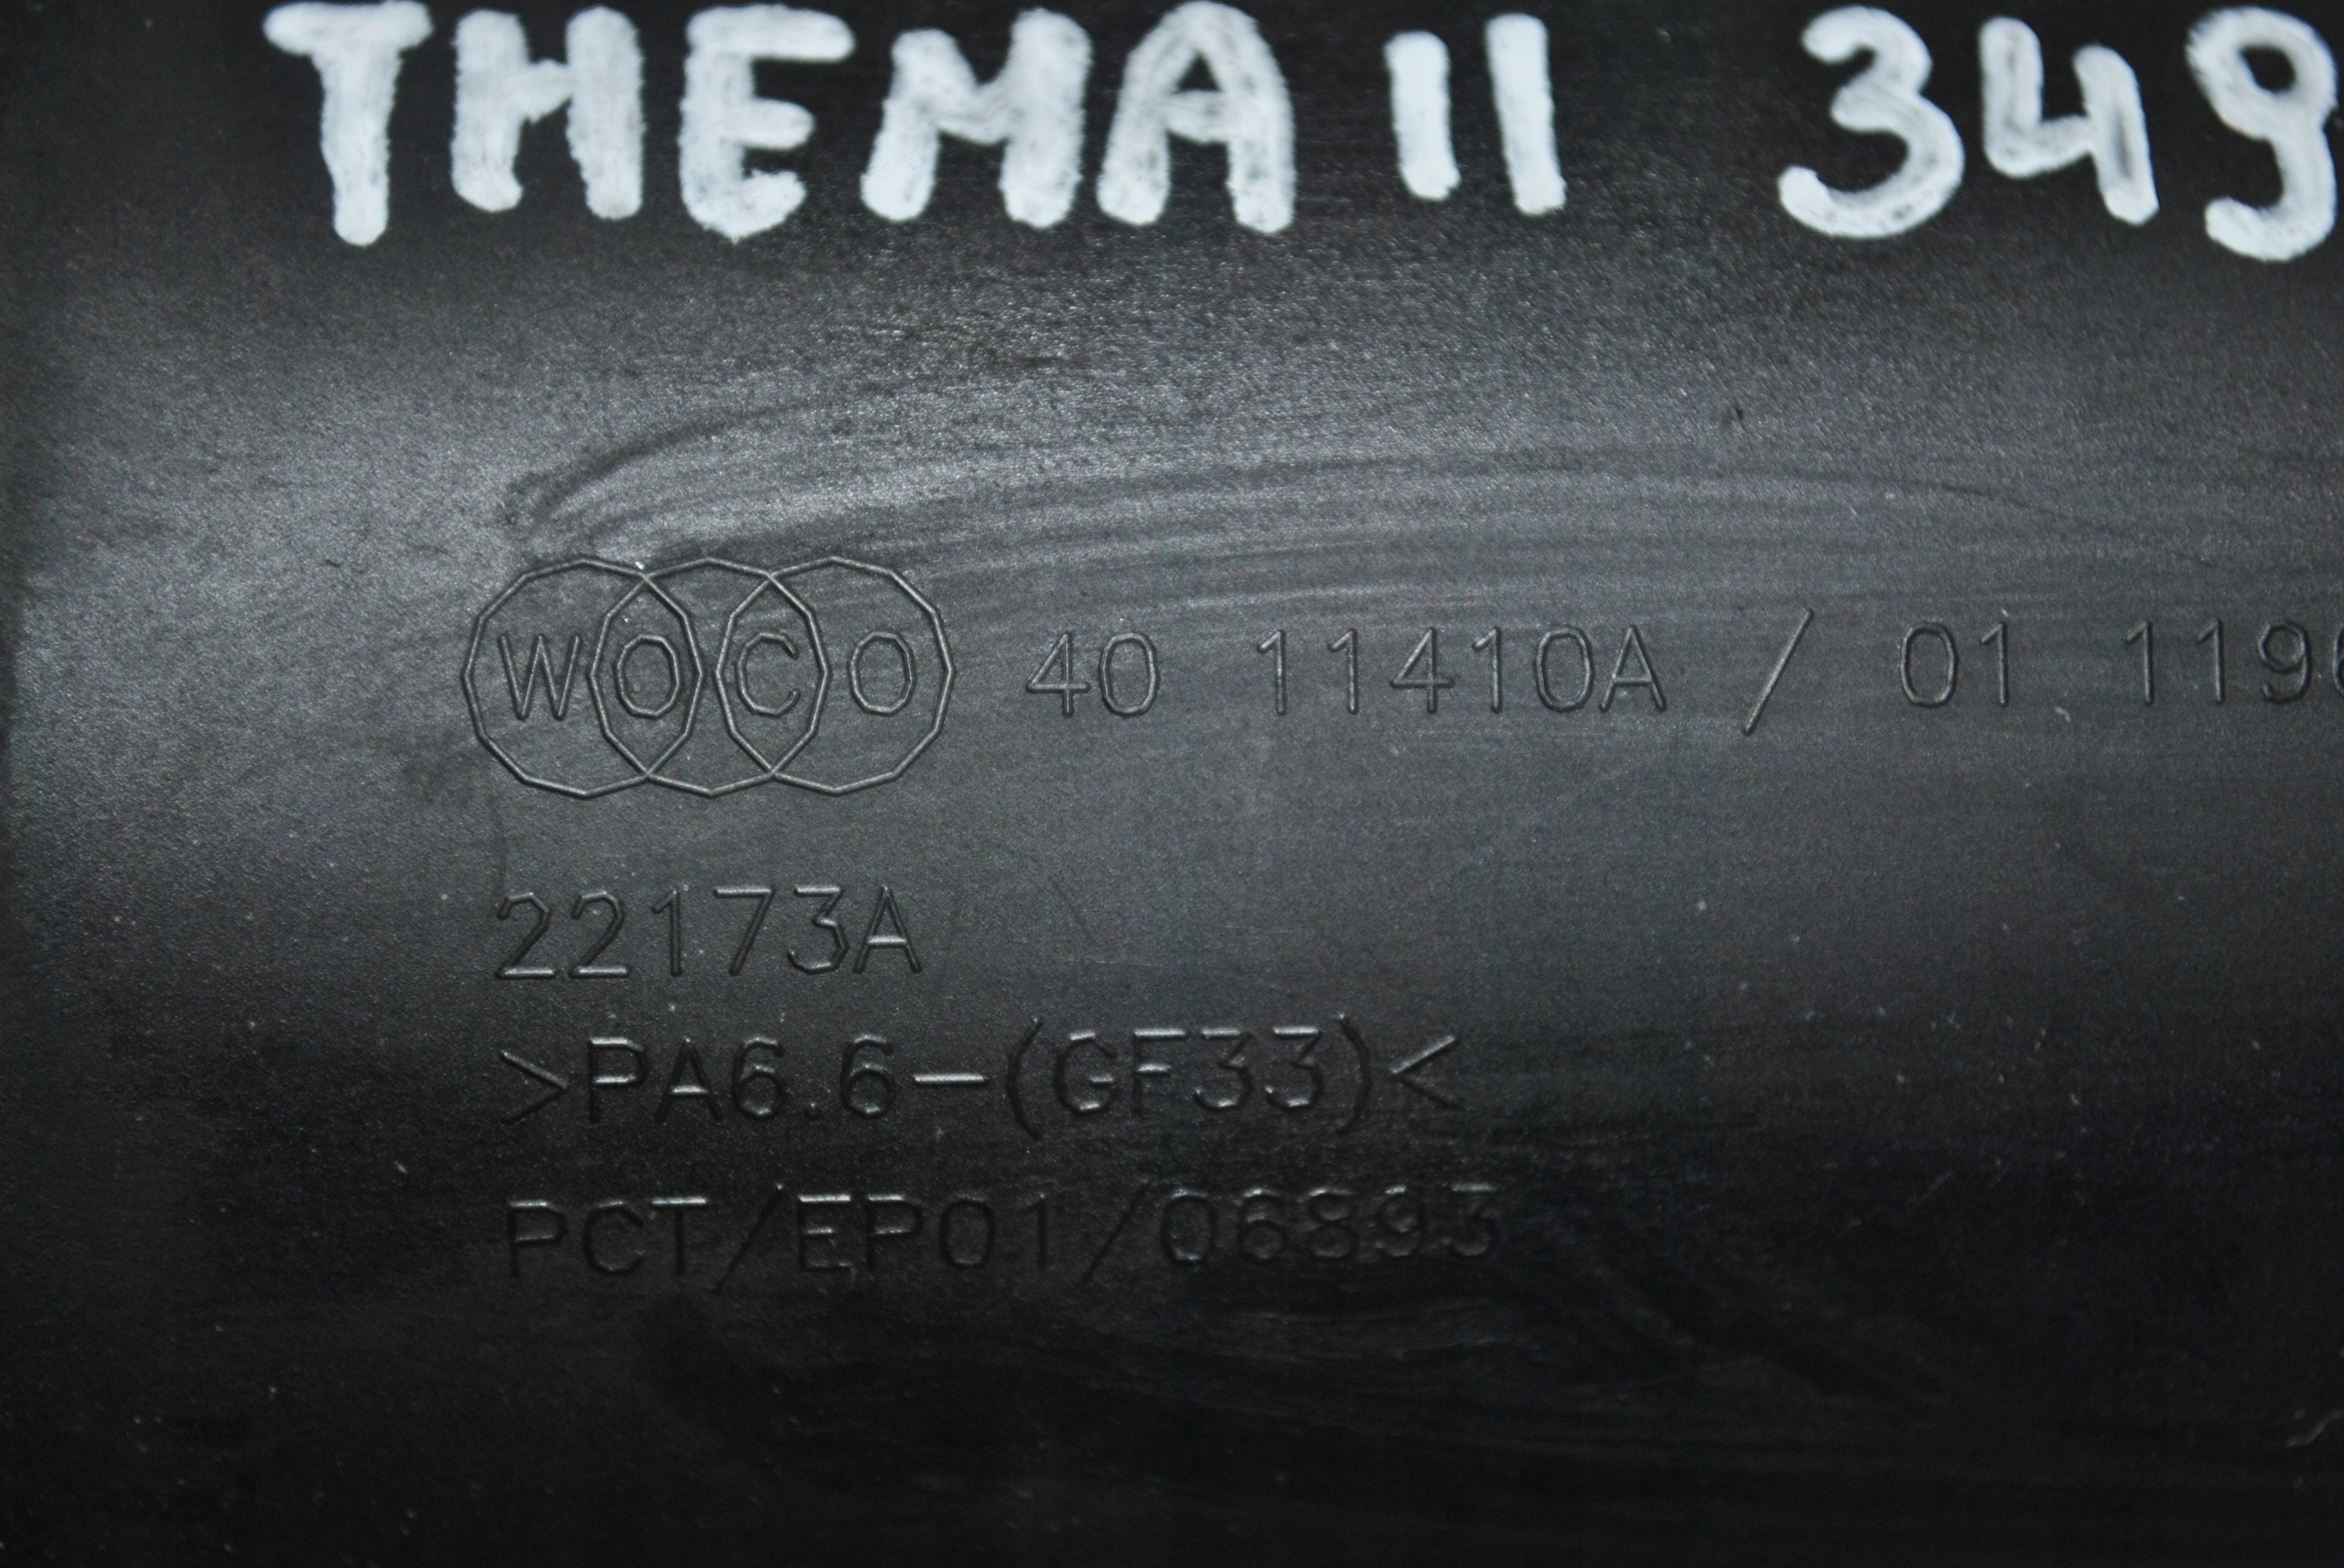 THEMA II 349
WOCO 40 11410A / 01 119
22173A
>PA6.6-(GF33)<
PCT/EP01/06893